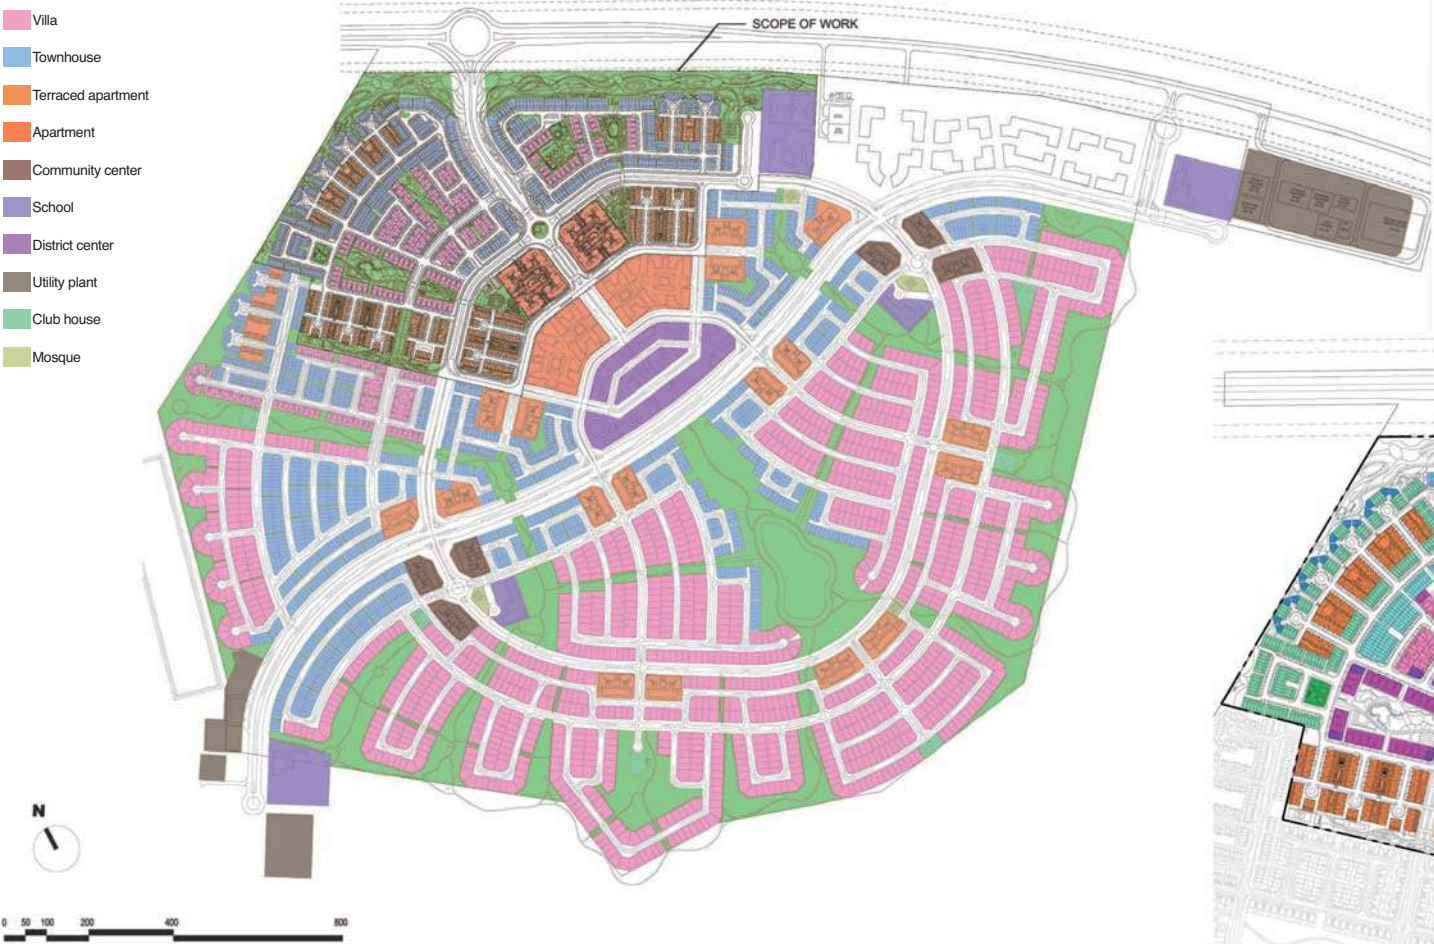 Villa
Townhouse
Terraced apartment
Apartment
Community center
School
District center
Utility plant
Club house
Mosque
SCOPE OF WORK
N
0 50 100 200 400 800